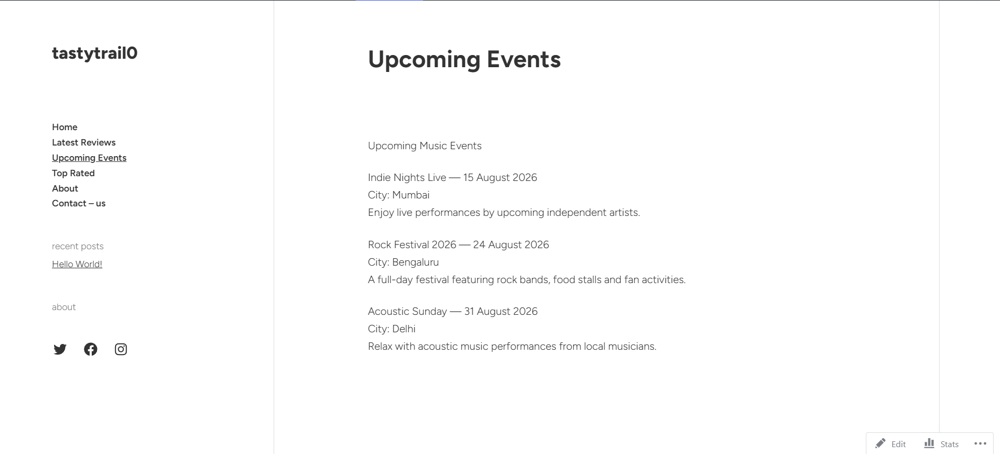 tastytrail0
Home
Latest Reviews
Upcoming Events
Top Rated
About
Contact – us
recent posts
Hello World!
about
Upcoming Events
Upcoming Music Events
Indie Nights Live — 15 August 2026
City: Mumbai
Enjoy live performances by upcoming independent artists.
Rock Festival 2026 — 24 August 2026
City: Bengaluru
A full-day festival featuring rock bands, food stalls and fan activities.
Acoustic Sunday — 31 August 2026
City: Delhi
Relax with acoustic music performances from local musicians.
Edit
Stats